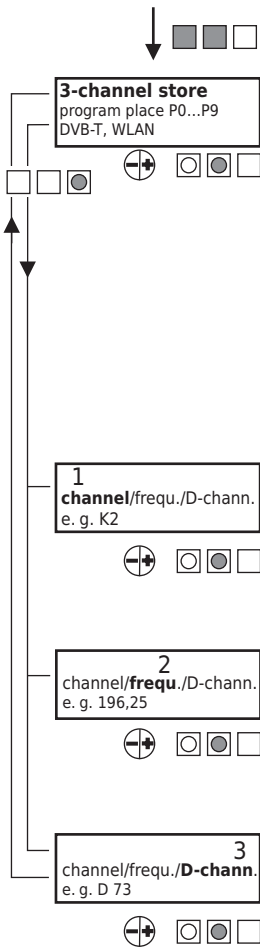 3-channel store
program place P0...P9
DVB-T, WLAN
1
channel/frequ./D-chann.
e. g. K2
2
channel/frequ./D-chann.
e. g. 196,25
3
channel/frequ./D-chann.
e. g. D 73